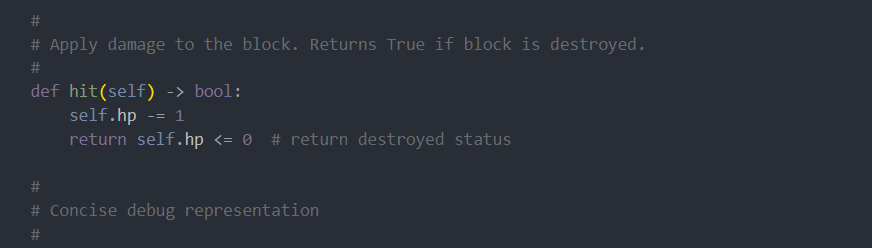 #
# Apply damage to the block. Returns True if block is destroyed.
#
def hit(self) -> bool:
    self.hp -= 1
    return self.hp <= 0  # return destroyed status
#
# Concise debug representation
#